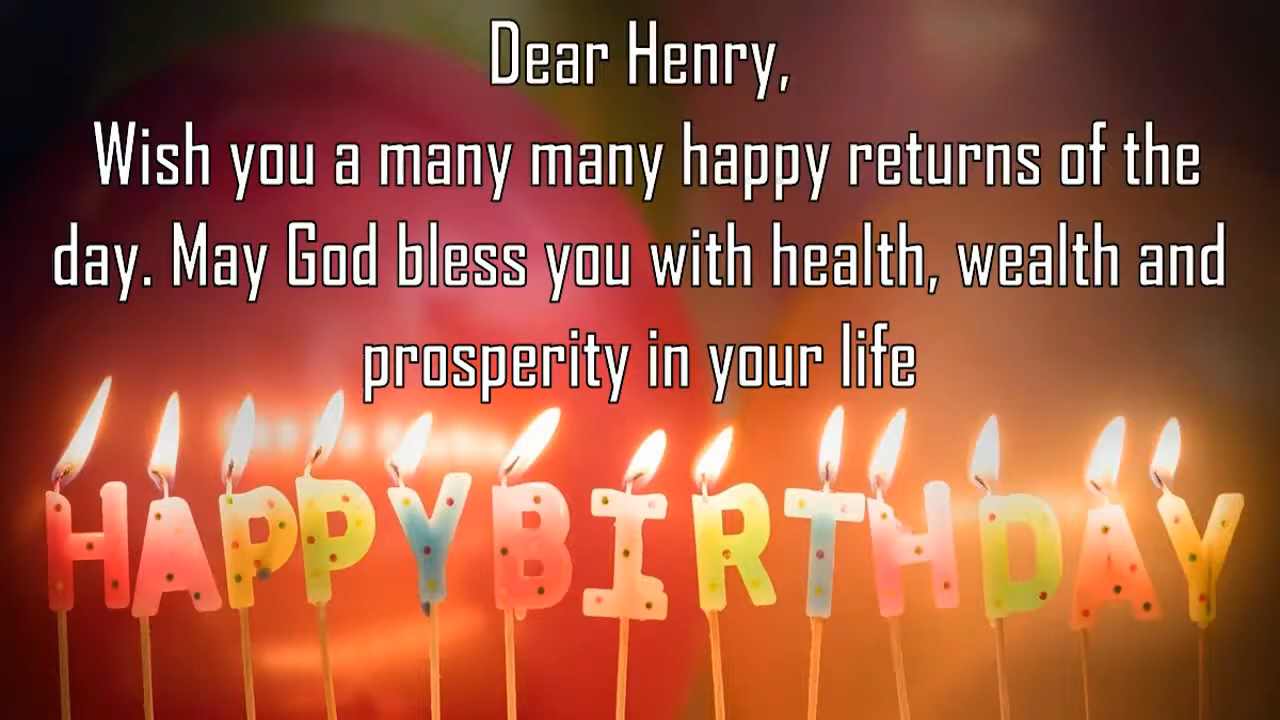 Dear Henry,
Wish you a many many happy returns of the
day. May God bless you with health, wealth and
prosperity in your life
HAPPYBIRTHDAY